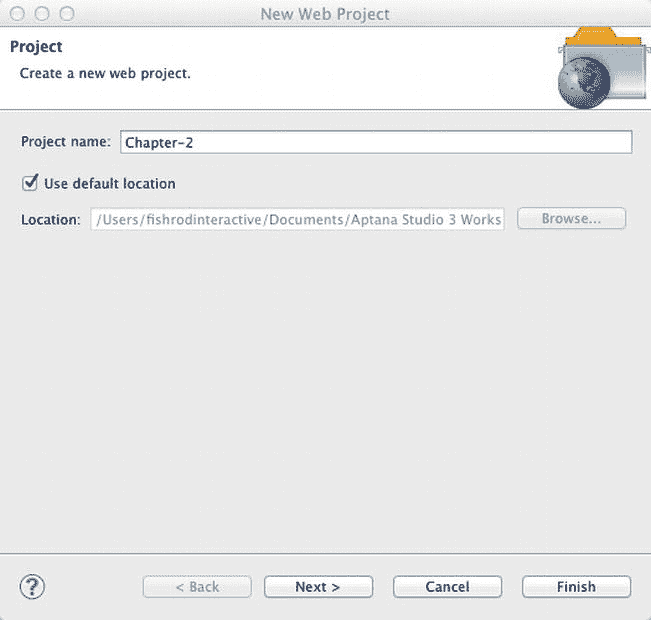 New Web Project
Project
Create a new web project.
Project name: Chapter-2
Use default location
Location: /Users/fishrodinteractive/Documents/Aptana Studio 3 Works Browse...
? < Back Next > Cancel Finish